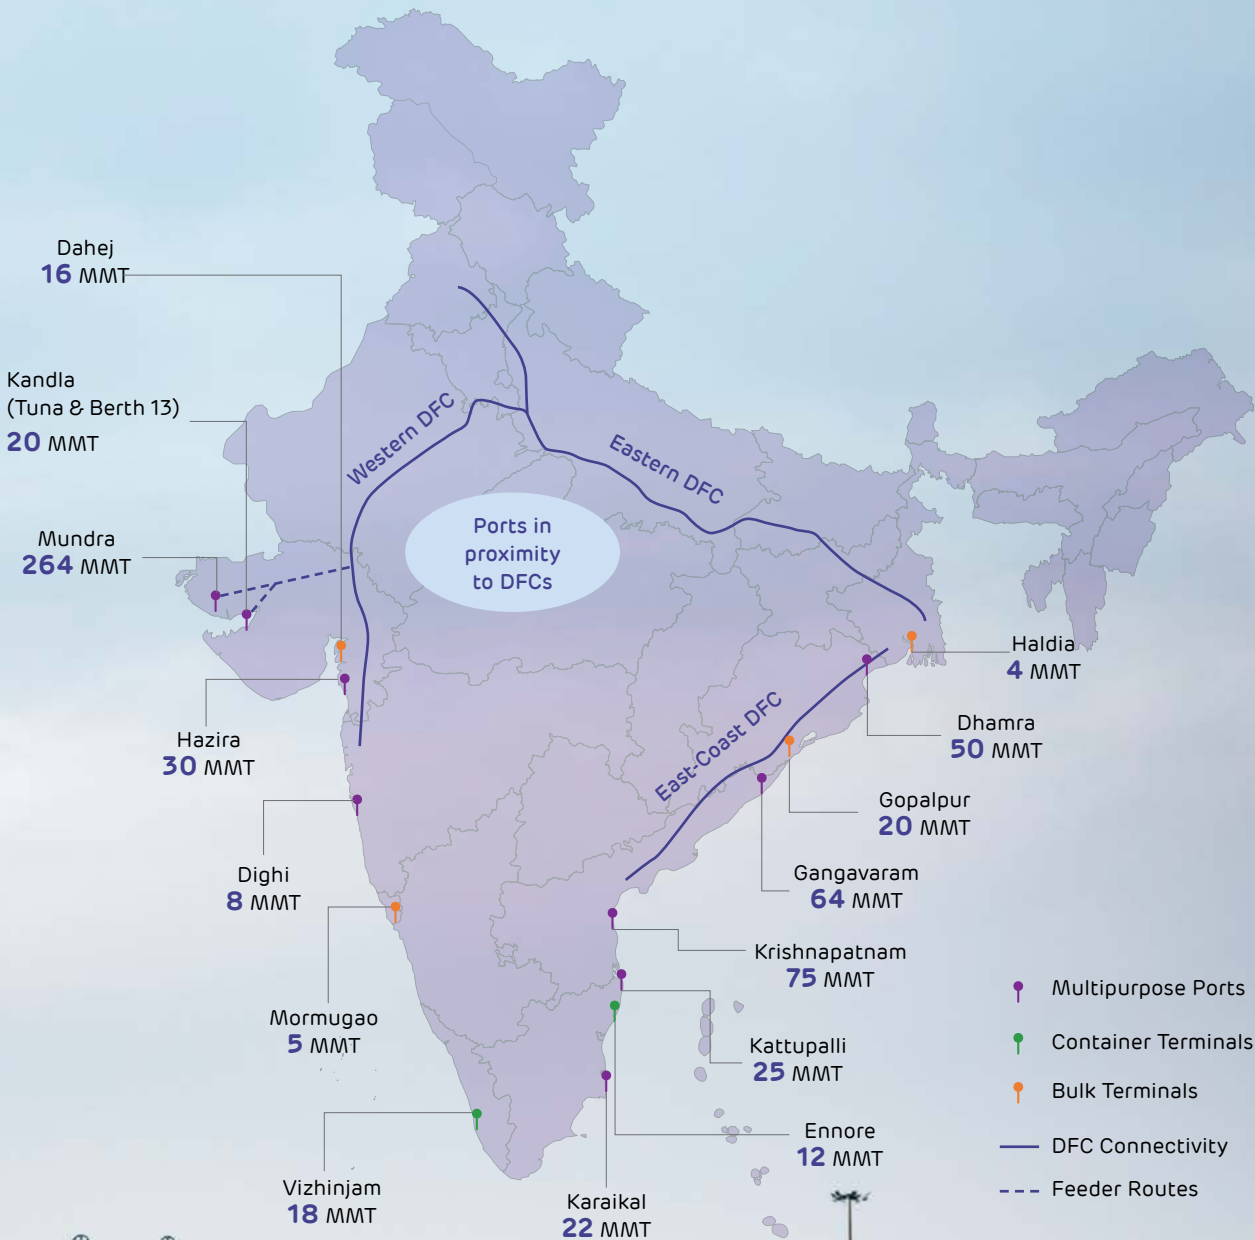 Dahej
16 MMT
Kandla
(Tuna & Berth 13)
20 MMT
Mundra
264 MMT
Hazira
30 MMT
Dighi
8 MMT
Mormugao
5 MMT
Vizhinjam
18 MMT
Western DFC
Eastern DFC
Ports in
proximity
to DFCs
East-Coast DFC
Haldia
4 MMT
Dhamra
50 MMT
Gopalpur
20 MMT
Gangavaram
64 MMT
Krishnapatnam
75 MMT
Kattupalli
25 MMT
Ennore
12 MMT
Karaikal
22 MMT
Multipurpose Ports
Container Terminals
Bulk Terminals
DFC Connectivity
Feeder Routes